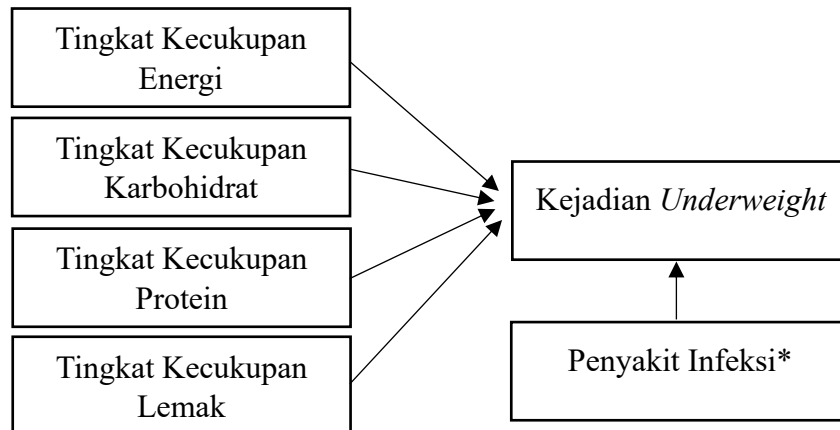 Tingkat Kecukupan
Energi
Tingkat Kecukupan
Karbohidrat
Tingkat Kecukupan
Protein
Tingkat Kecukupan
Lemak
Kejadian Underweight
Penyakit Infeksi*